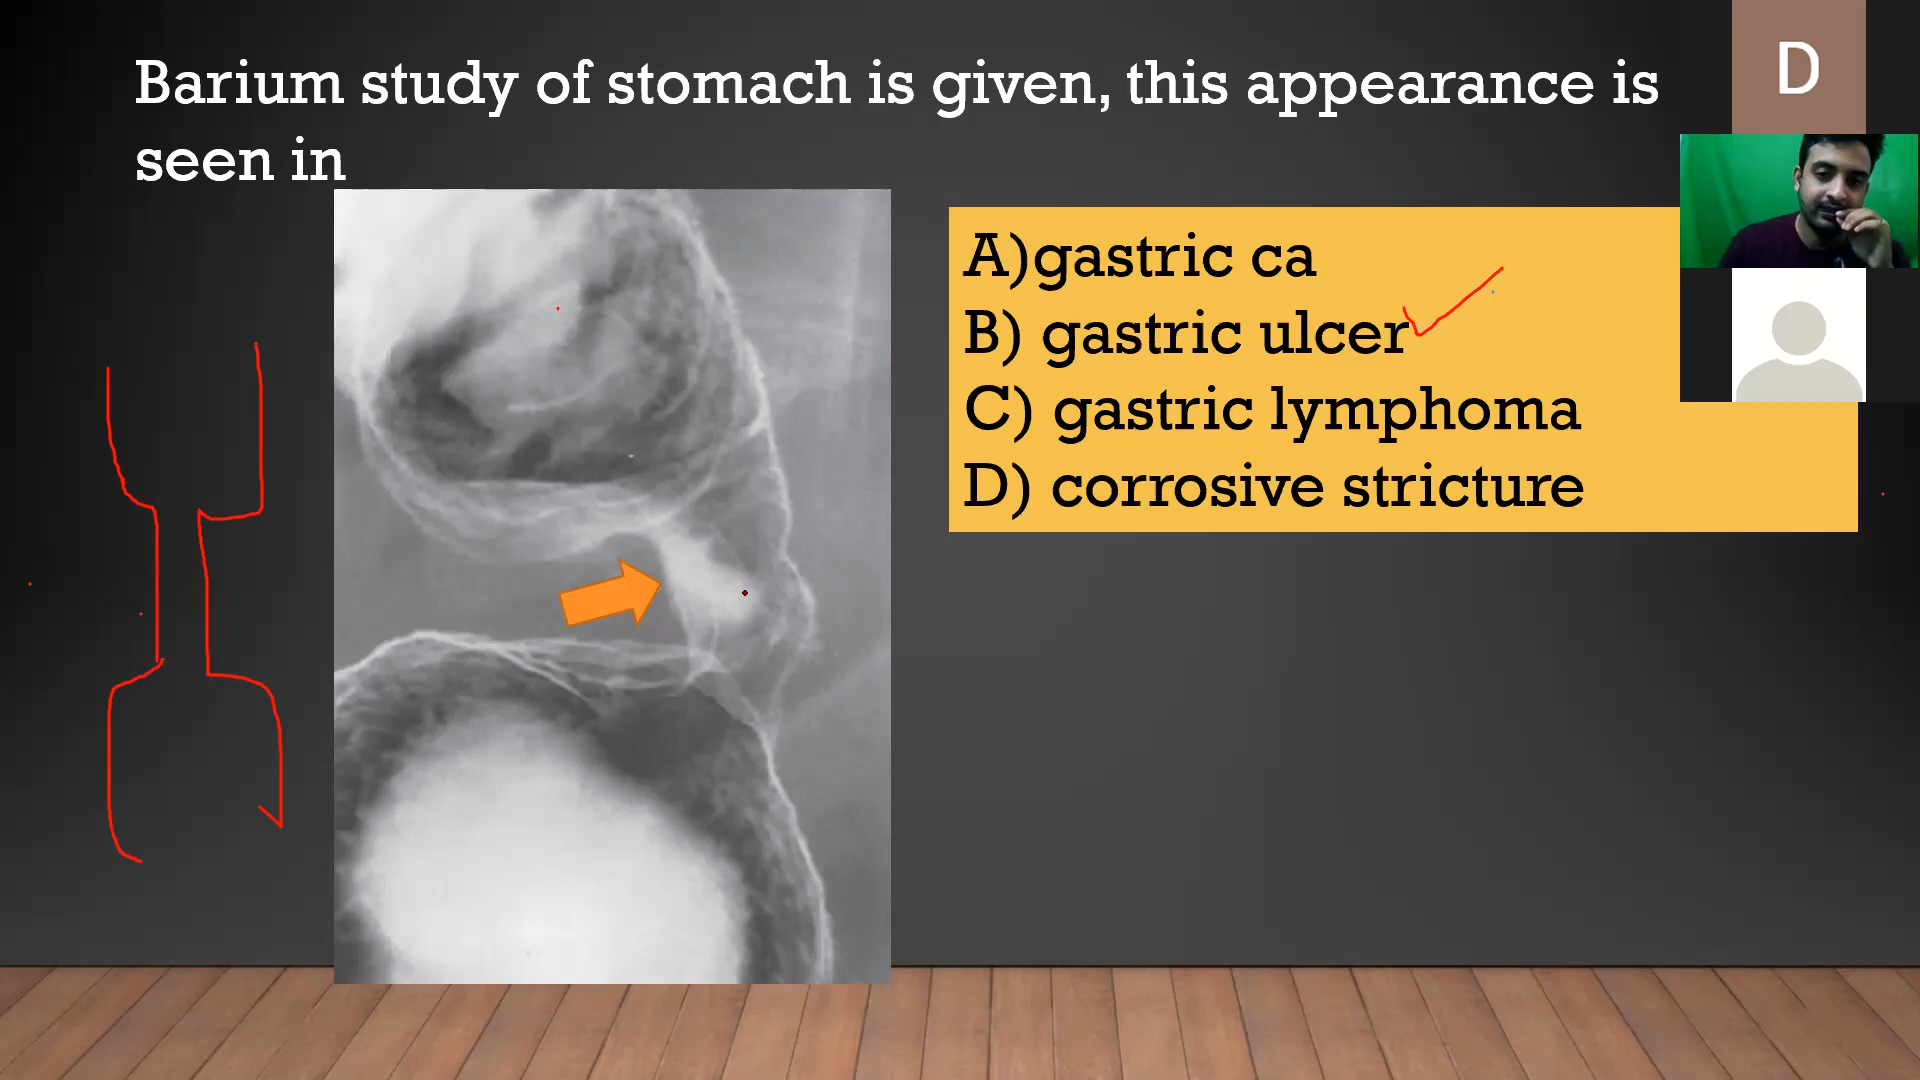 Barium study of stomach is given, this appearance is
seen in
D
A)gastric ca
B) gastric ulcer
C) gastric lymphoma
D) corrosive stricture